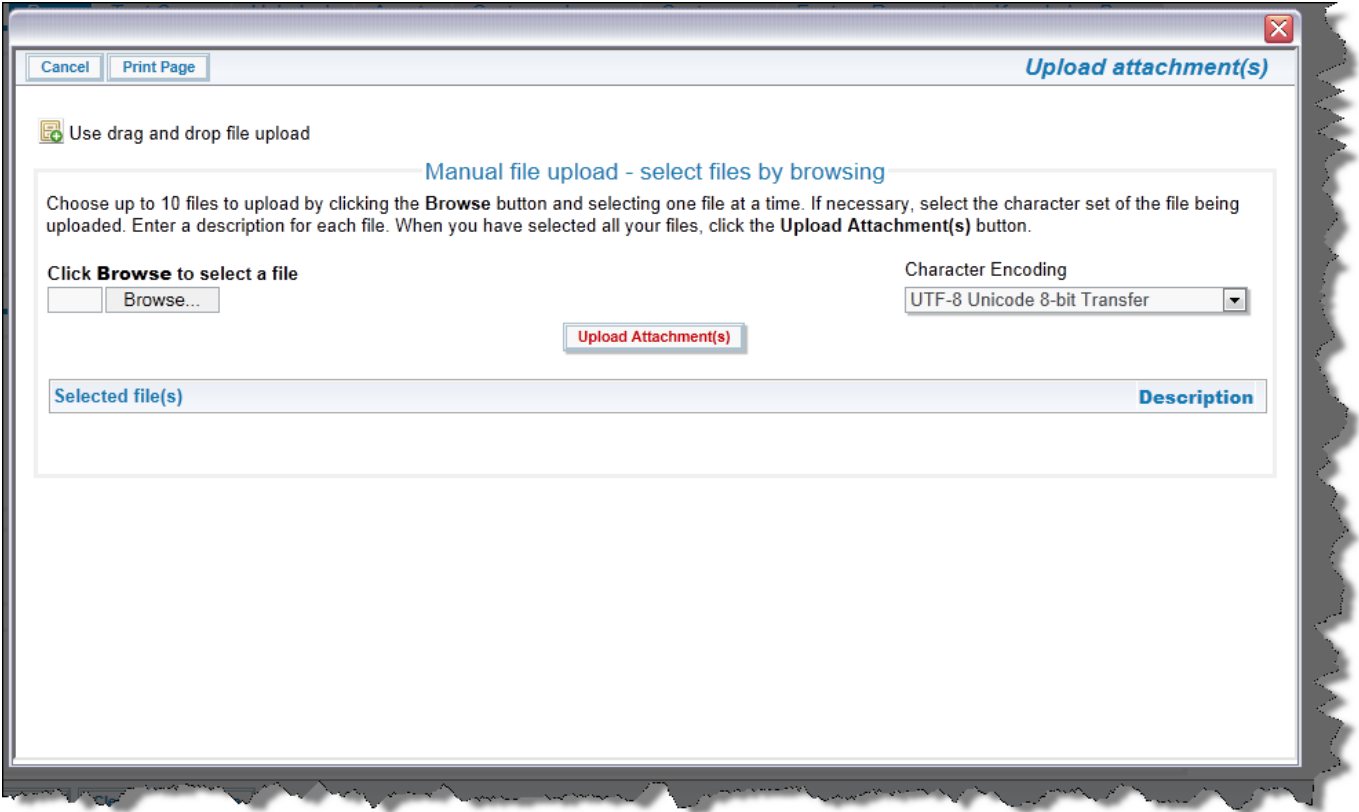 Cancel
Print Page
Upload attachment(s)
Use drag and drop file upload
Manual file upload - select files by browsing
Choose up to 10 files to upload by clicking the Browse button and selecting one file at a time. If necessary, select the character set of the file being
uploaded. Enter a description for each file. When you have selected all your files, click the Upload Attachment(s) button.
Click Browse to select a file
Character Encoding
Browse...
UTF-8 Unicode 8-bit Transfer
Upload Attachment(s)
Selected file(s)
Description